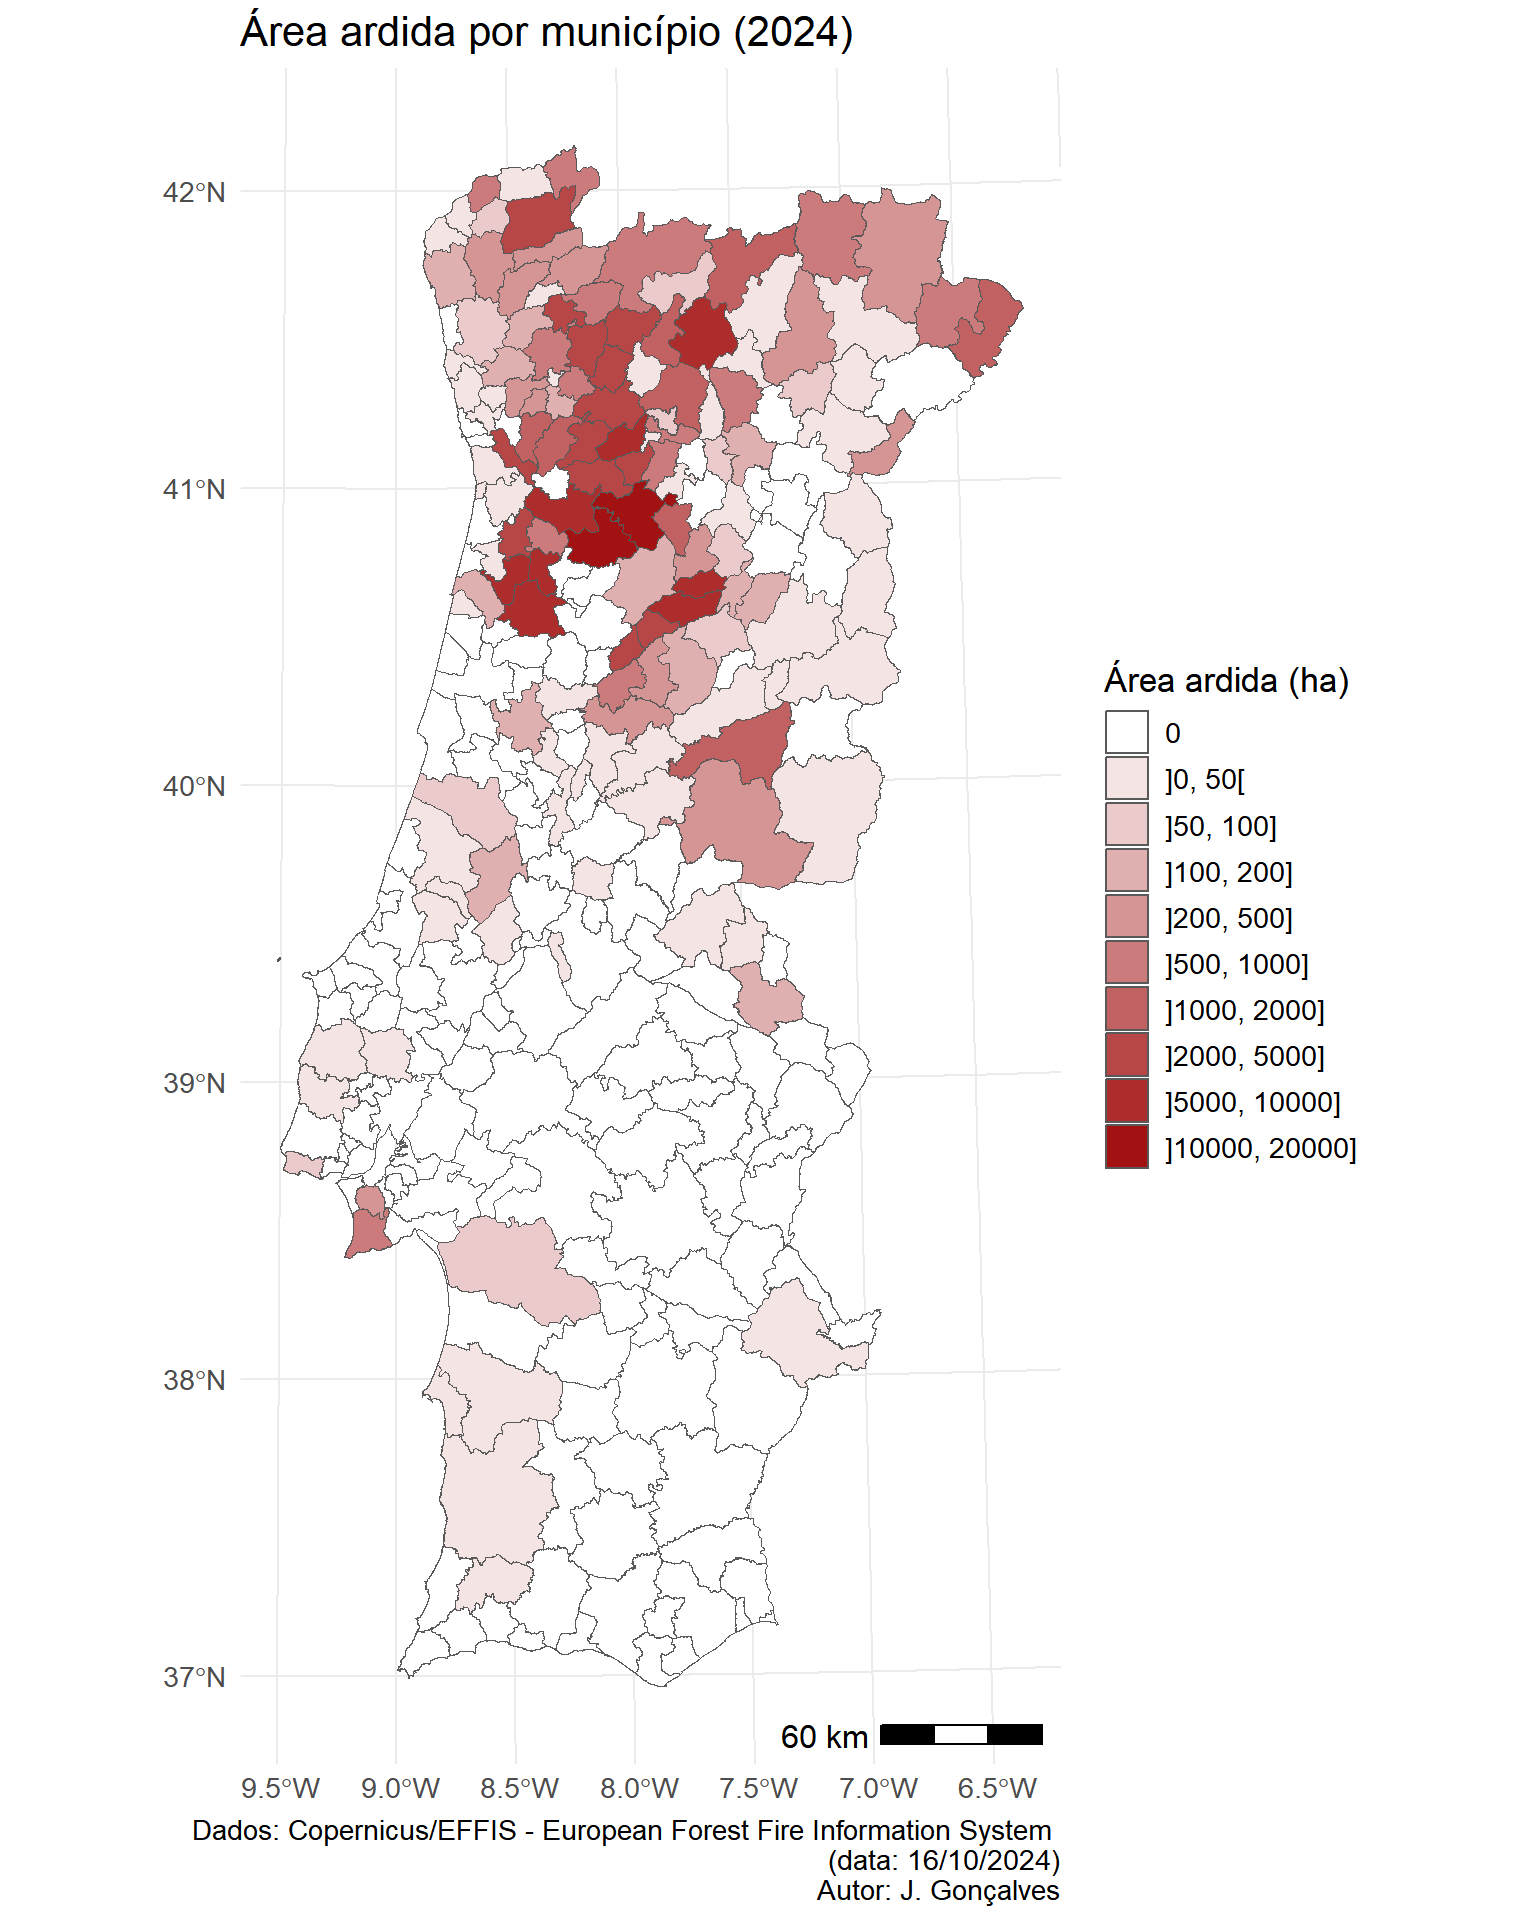 Área ardida por município (2024)
42°N
41°N
40°N
39°N
38°N
37°N
Área ardida (ha)
0
]0, 50[
]50, 100]
]100, 200]
]200, 500]
]500, 1000]
]1000, 2000]
]2000, 5000]
]5000, 10000]
]10000, 20000]
60 km
9.5°W 9.0°W 8.5°W 8.0°W 7.5°W 7.0°W 6.5°W
Dados: Copernicus/EFFIS - European Forest Fire Information System
(data: 16/10/2024)
Autor: J. Gonçalves